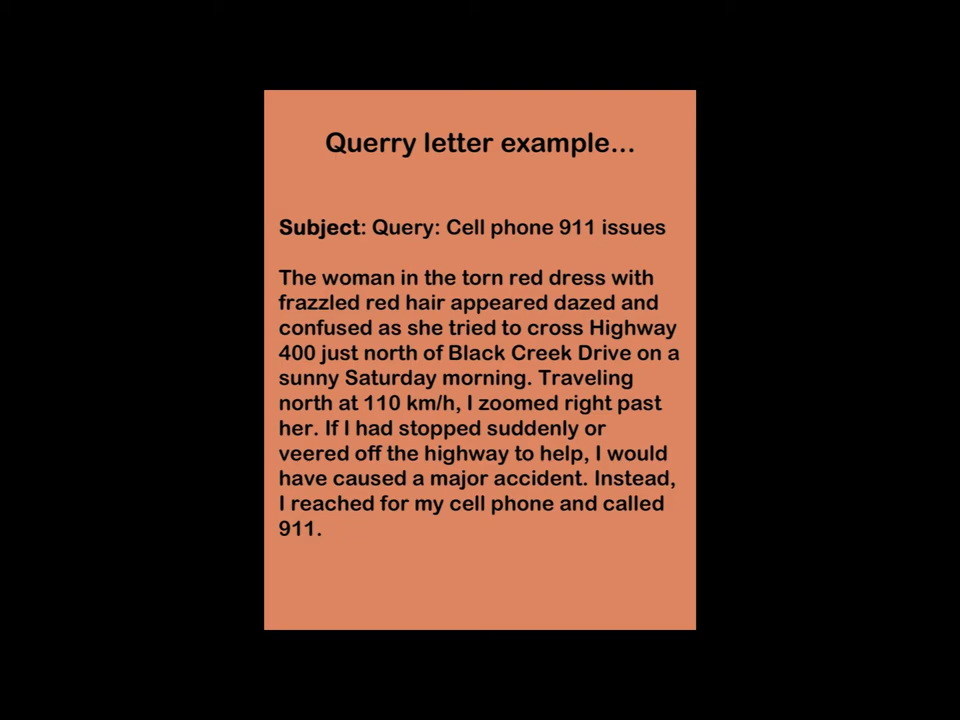 Querry letter example...
Subject: Query: Cell phone 911 issues
The woman in the torn red dress with
frazzled red hair appeared dazed and
confused as she tried to cross Highway
400 just north of Black Creek Drive on a
sunny Saturday morning. Traveling
north at 110 km/h, I zoomed right past
her. If I had stopped suddenly or
veered off the highway to help, I would
have caused a major accident. Instead,
I reached for my cell phone and called
911.